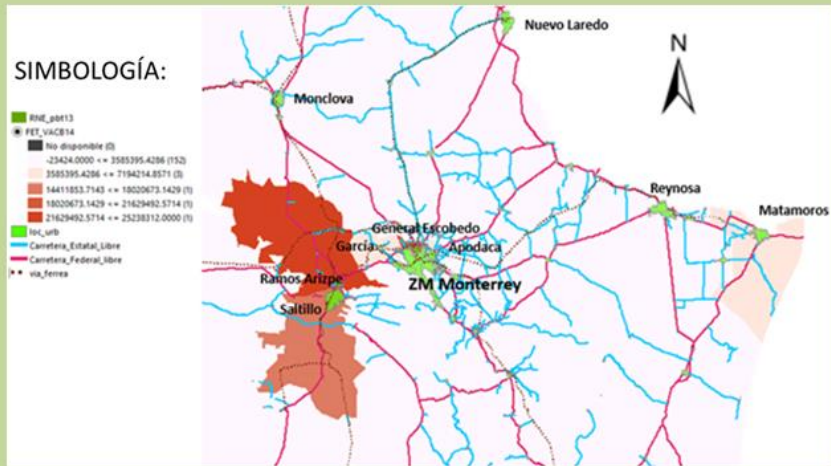 SIMBOLOGÍA:
RNE_pbt13
FET_VACB14
No disponible (0)
-23424.0000 <= 3585395.4286 (152)
3585395.4286 <= 7194214.8571 (3)
14411853.7143 <= 18020673.1429 (1)
18020673.1429 <= 21629492.5714 (1)
21629492.5714 <= 25238312.0000 (1)
loc_urb
Carretera_Estatal_Libre
Carretera_Federal_libre
via_ferrea
Nuevo Laredo
N
Monclova
Reynosa
Matamoros
General Escobedo
García
Apodaca
Ramos Arizpe
ZM Monterrey
Saltillo